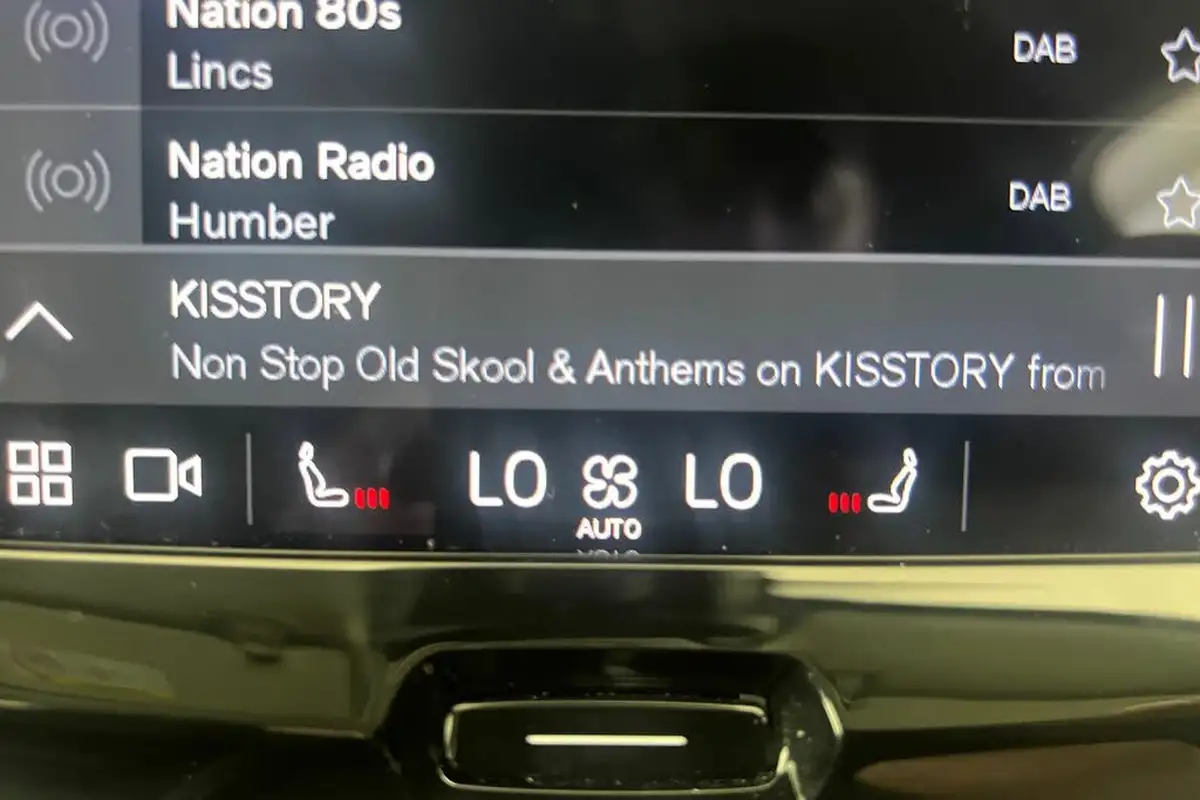 Nation 80s
Lincs
DAB
Nation Radio
Humber
DAB
KISSTORY
Non Stop Old Skool & Anthems on KISSTORY from
LO
AUTO
LO